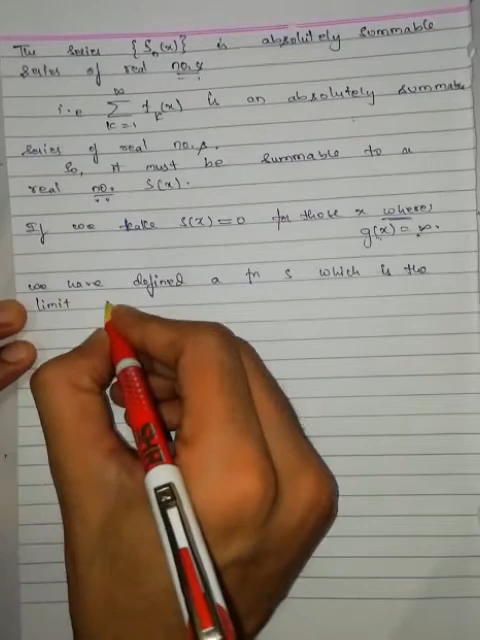 The series {Sn(x)} is absolutely summable
series of real no.s
i.e ∞∑k=1 fk(x) is an absolutely summable
series of real no.s.
So, it must be summable to a
real no. S(x).
If we take S(x) = 0 for those x where,
g(x) = ∞.
we have defined a fn S which is the
limit